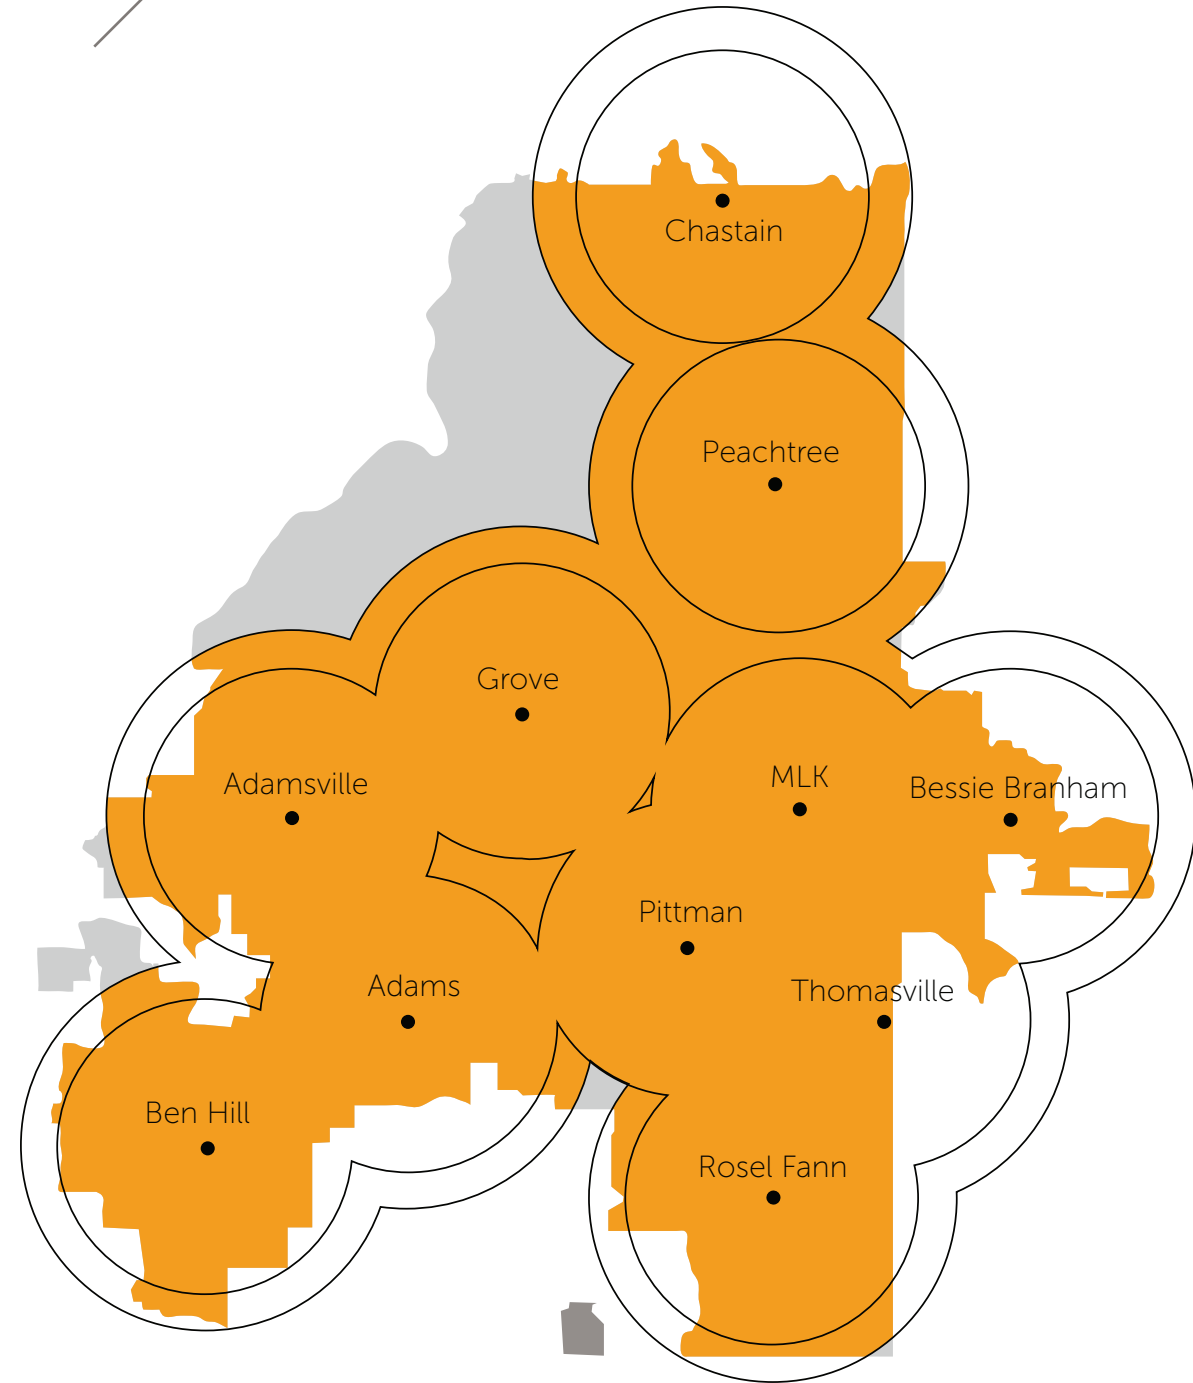 Chastain
Peachtree
Grove
Adamsville
MLK
Bessie Branham
Pittman
Adams
Thomasville
Ben Hill
Rosel Fann